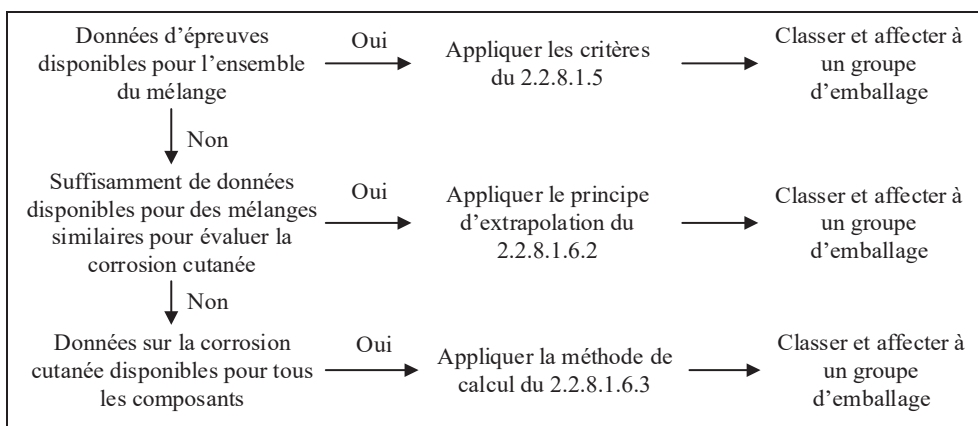 Données d'épreuves
disponibles pour l'ensemble
du mélange
Oui
Appliquer les critères
du 2.2.8.1.5
Classer et affecter à
un groupe
d'emballage
Non
Suffisamment de données
disponibles pour des mélanges
similaires pour évaluer la
corrosion cutanée
Oui
Appliquer le principe
d'extrapolation du
2.2.8.1.6.2
Classer et affecter à
un groupe
d'emballage
Non
Données sur la corrosion
cutanée disponibles pour tous
les composants
Oui
Appliquer la méthode de
calcul du 2.2.8.1.6.3
Classer et affecter à
un groupe
d'emballage